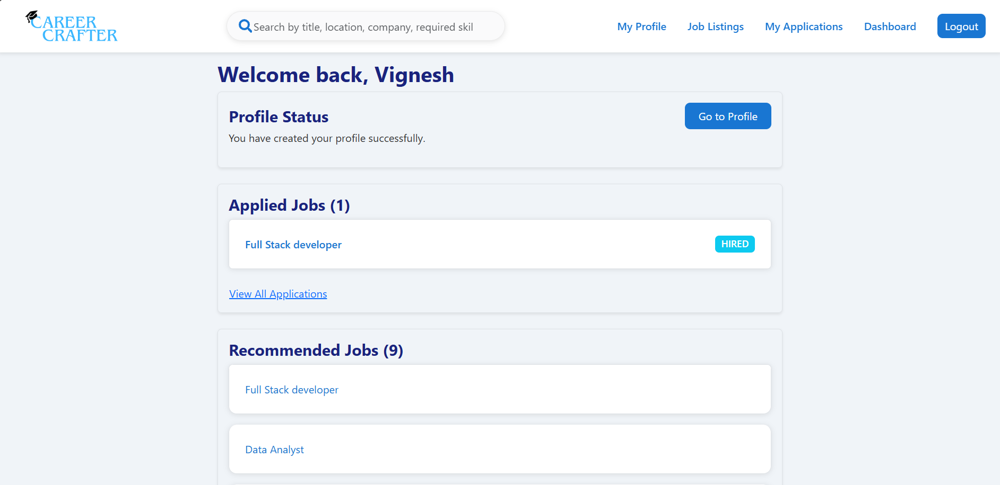 CAREER
CRAFTER
Search by title, location, company, required skil
My Profile
Job Listings
My Applications
Dashboard
Logout
Welcome back, Vignesh
Profile Status
Go to Profile
You have created your profile successfully.
Applied Jobs (1)
Full Stack developer
HIRED
View All Applications
Recommended Jobs (9)
Full Stack developer
Data Analyst